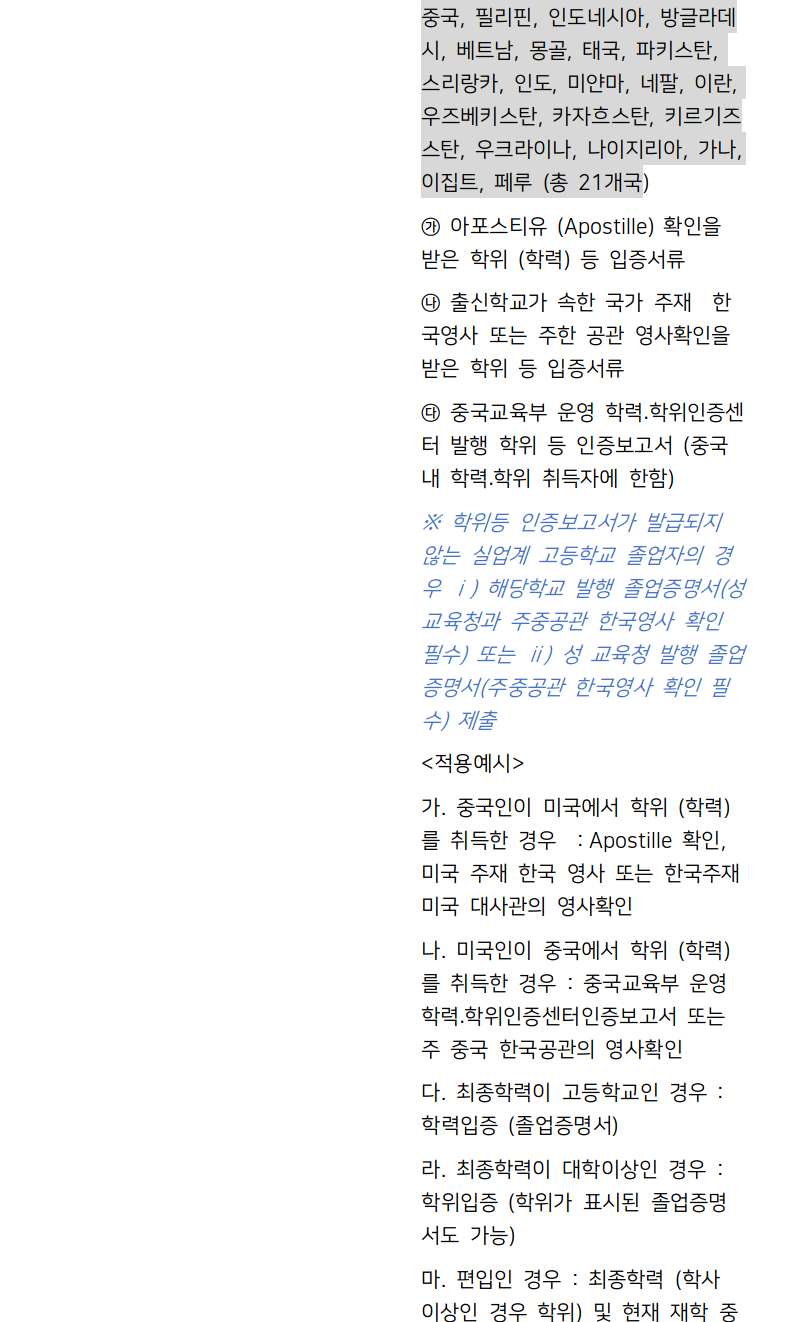 중국, 필리핀, 인도네시아, 방글라데
시, 베트남, 몽골, 태국, 파키스탄,
스리랑카, 인도, 미얀마, 네팔, 이란,
우즈베키스탄, 카자흐스탄, 키르기즈
스탄, 우크라이나, 나이지리아, 가나,
이집트, 페루 (총 21개국)
㉮ 아포스티유 (Apostille) 확인을
받은 학위 (학력) 등 입증서류
㉯ 출신학교가 속한 국가 주재 한
국영사 또는 주한 공관 영사확인을
받은 학위 등 입증서류
㉰ 중국교육부 운영 학력.학위인증센
터 발행 학위 등 인증보고서 (중국
내 학력.학위 취득자에 한함)
※ 학위등 인증보고서가 발급되지
않는 실업계 고등학교 졸업자의 경
우 ⅰ) 해당학교 발행 졸업증명서(성
교육청과 주중공관 한국영사 확인
필수) 또는 ⅱ) 성 교육청 발행 졸업
증명서(주중공관 한국영사 확인 필
수) 제출
<적용예시>
가. 중국인이 미국에서 학위 (학력)
를 취득한 경우 : Apostille 확인,
미국 주재 한국 영사 또는 한국주재
미국 대사관의 영사확인
나. 미국인이 중국에서 학위 (학력)
를 취득한 경우 : 중국교육부 운영
학력.학위인증센터인증보고서 또는
주 중국 한국공관의 영사확인
다. 최종학력이 고등학교인 경우 :
학력입증 (졸업증명서)
라. 최종학력이 대학이상인 경우 :
학위입증 (학위가 표시된 졸업증명
서도 가능)
마. 편입인 경우 : 최종학력 (학사
이상인 경우 학위) 및 현재 재학 중